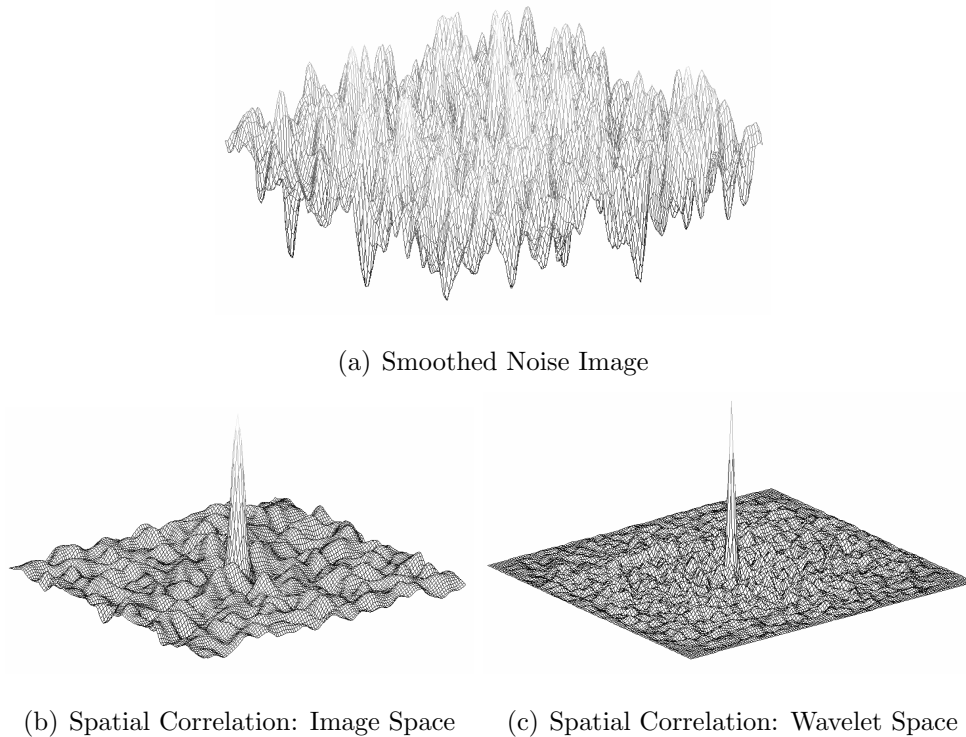 (a) Smoothed Noise Image
(b) Spatial Correlation: Image Space
(c) Spatial Correlation: Wavelet Space